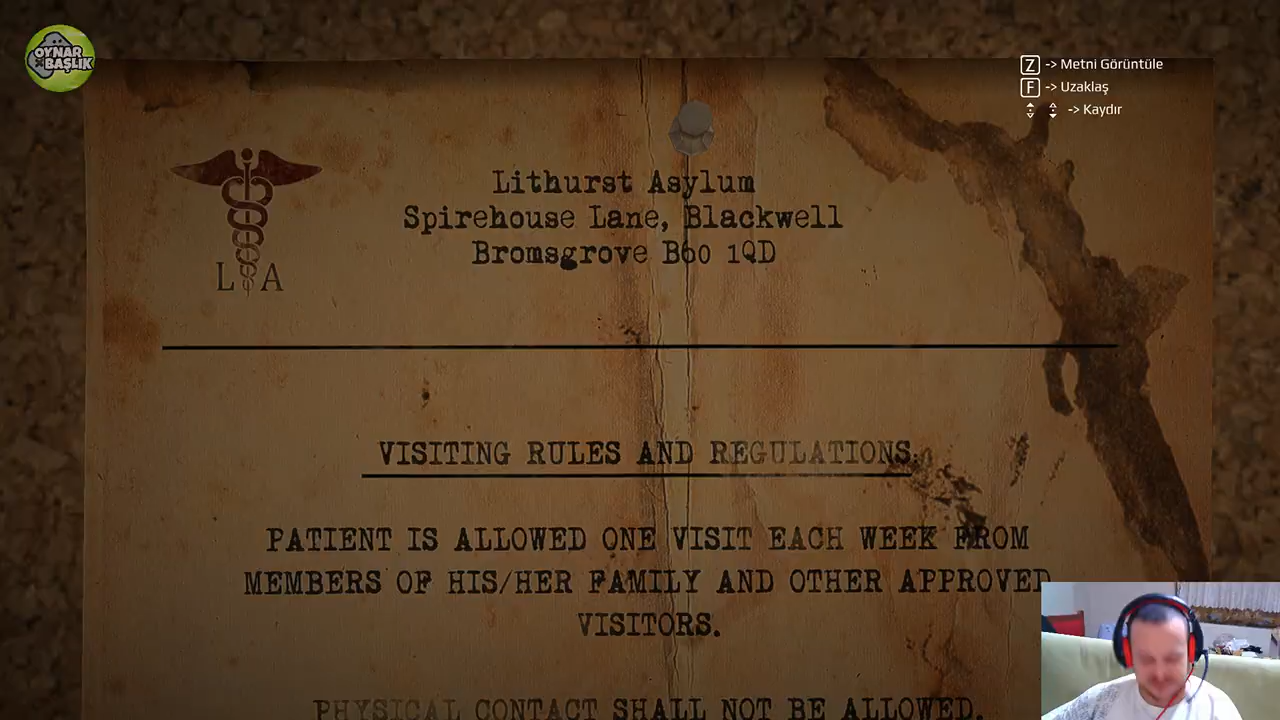 OYNAR
BAŞLIK
Z -> Metni Görüntüle
F -> Uzaklaş
-> Kaydır
Lithurst Asylum
Spirehouse Lane, Blackwell
Bromsgrove B60 1QD
L A
VISITING RULES AND REGULATIONS.
PATIENT IS ALLOWED ONE VISIT EACH WEEK FROM
MEMBERS OF HIS/HER FAMILY AND OTHER APPROVED
VISITORS.
PHYSICAL CONTACT SHALL NOT BE ALLOWED.